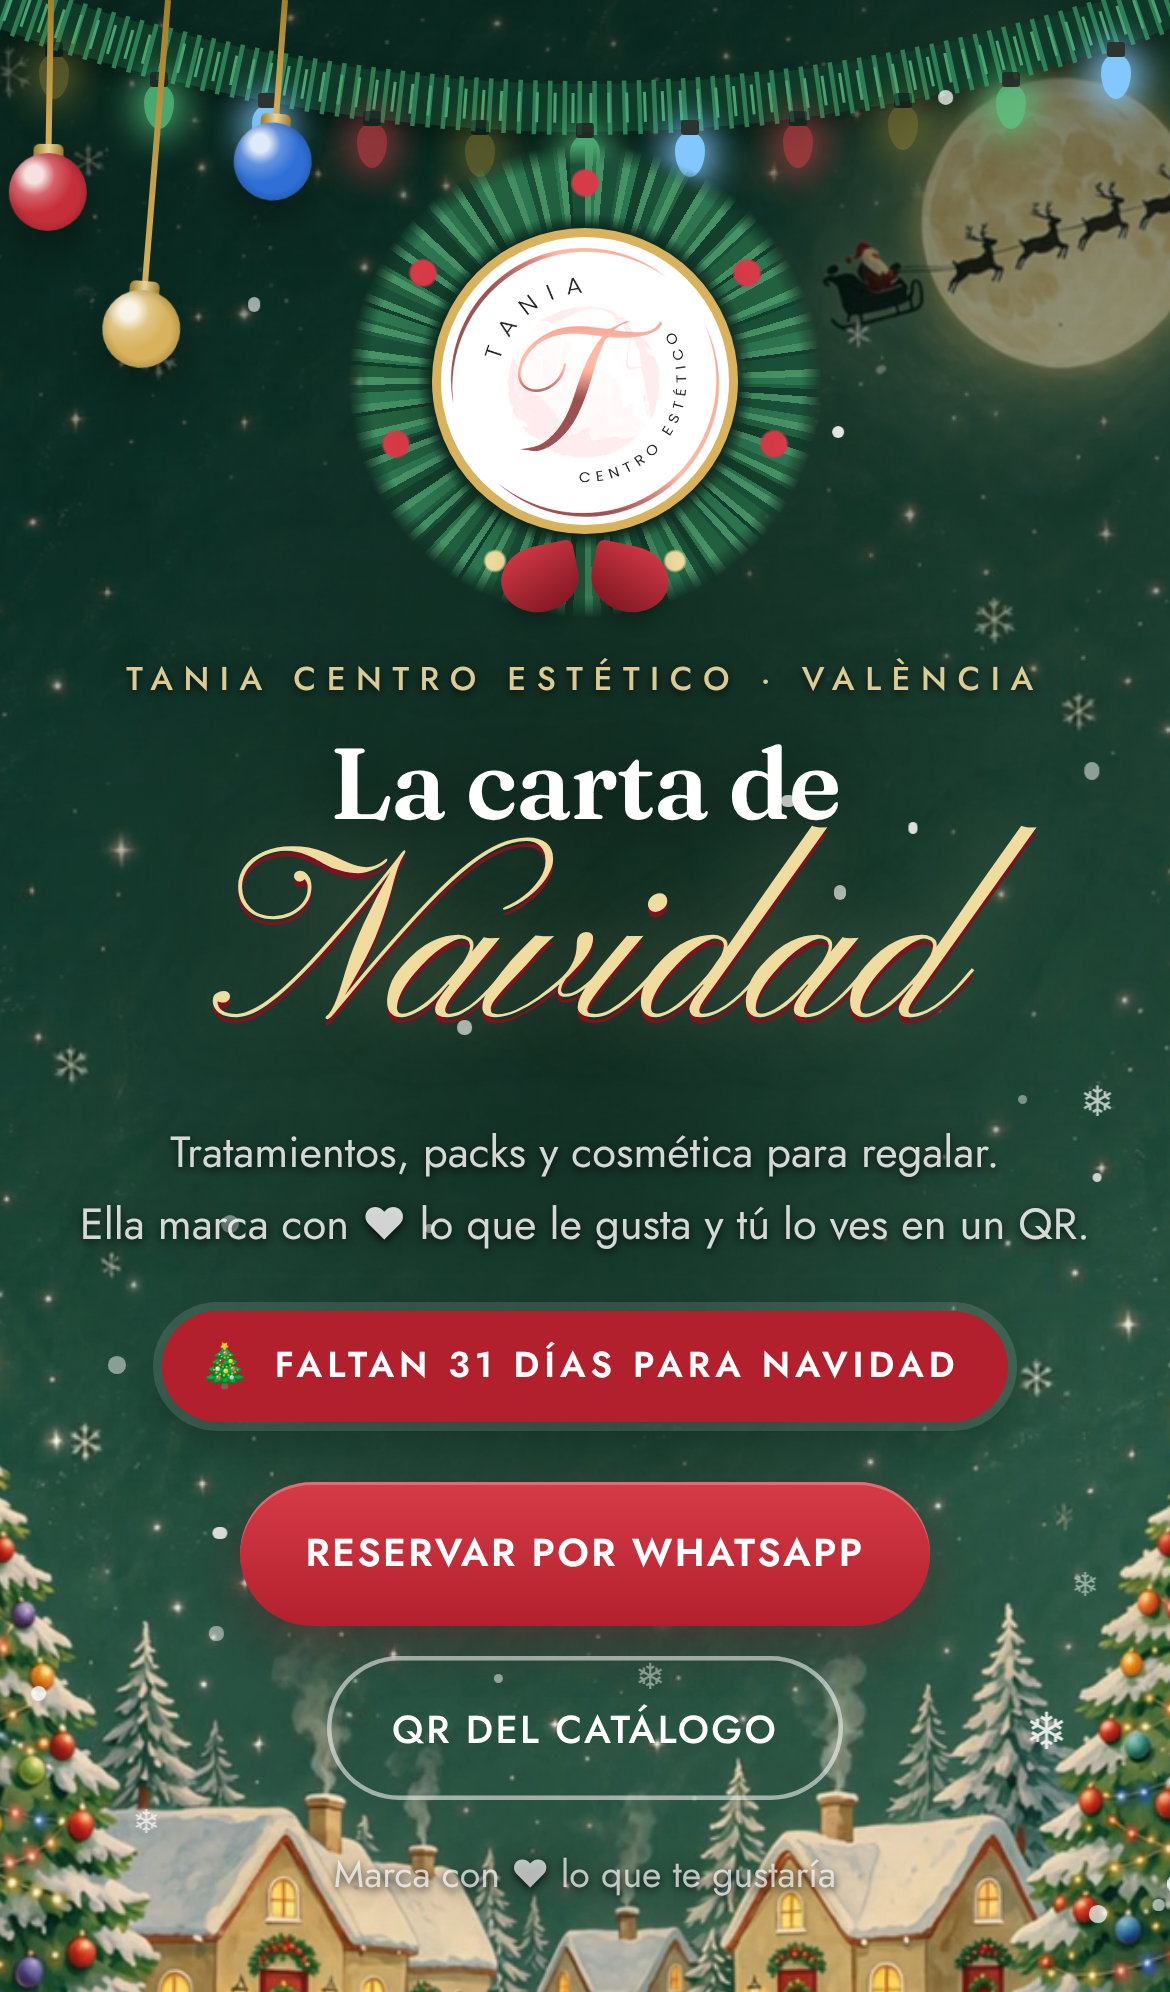 TANIA
T
CENTRO ESTÉTICO
TANIA CENTRO ESTÉTICO · VALÈNCIA
La carta de
Navidad
Tratamientos, packs y cosmética para regalar.
Ella marca con ♥ lo que le gusta y tú lo ves en un QR.
🎄 FALTAN 31 DÍAS PARA NAVIDAD
RESERVAR POR WHATSAPP
QR DEL CATÁLOGO
Marca con ♥ lo que te gustaría